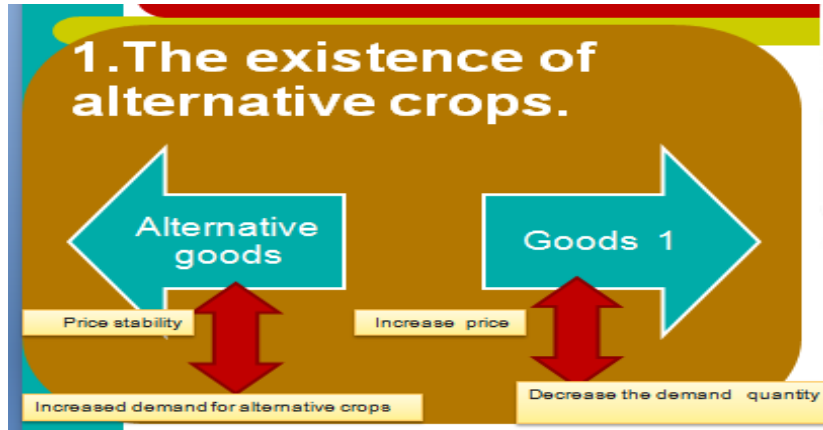 1.The existence of
alternative crops.
Alternative
goods
Goods 1
Price stability
Increase price
Increased demand for alternative crops
Decrease the demand quantity